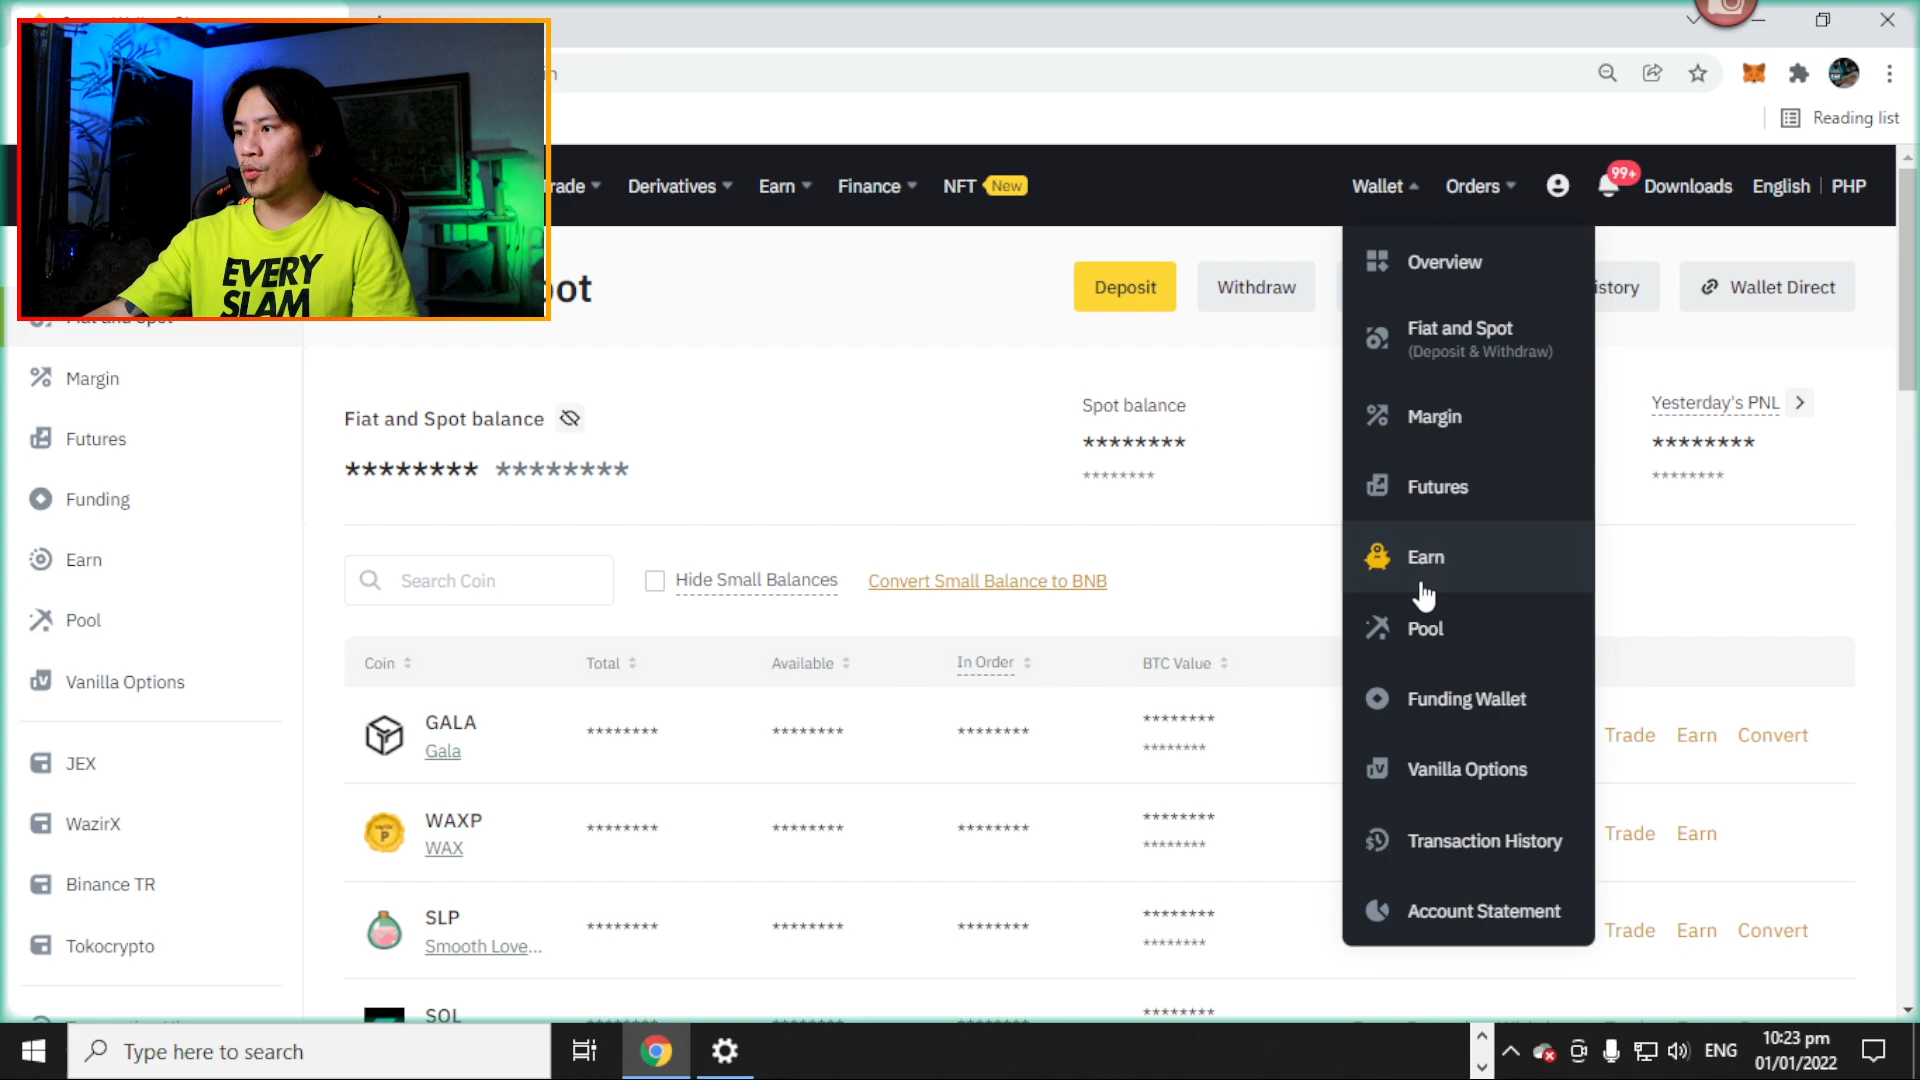 Reading list
Trade
Derivatives
Earn
Finance
NFT New
Wallet
Orders
99+
Downloads
English
PHP
EVERY
SLAM
Deposit
Withdraw
Wallet Direct
Overview
Fiat and Spot
(Deposit & Withdraw)
Margin
Futures
Earn
Pool
Funding Wallet
Vanilla Options
Transaction History
Account Statement
Fiat and Spot
Margin
Futures
Funding
Earn
Pool
Vanilla Options
JEX
WazirX
Binance TR
Tokocrypto
Fiat and Spot balance
******** ********
Spot balance
********
********
Yesterday's PNL
********
********
Search Coin
Hide Small Balances
Convert Small Balance to BNB
Coin Total Available In Order BTC Value
GALA
Gala
******** ******** ******** ********
********
Trade Earn Convert
WAXP
WAX
******** ******** ******** ********
********
Trade Earn
SLP
Smooth Love...
******** ******** ******** ********
********
Trade Earn Convert
SOL
********
Type here to search
ENG
10:23 pm
01/01/2022